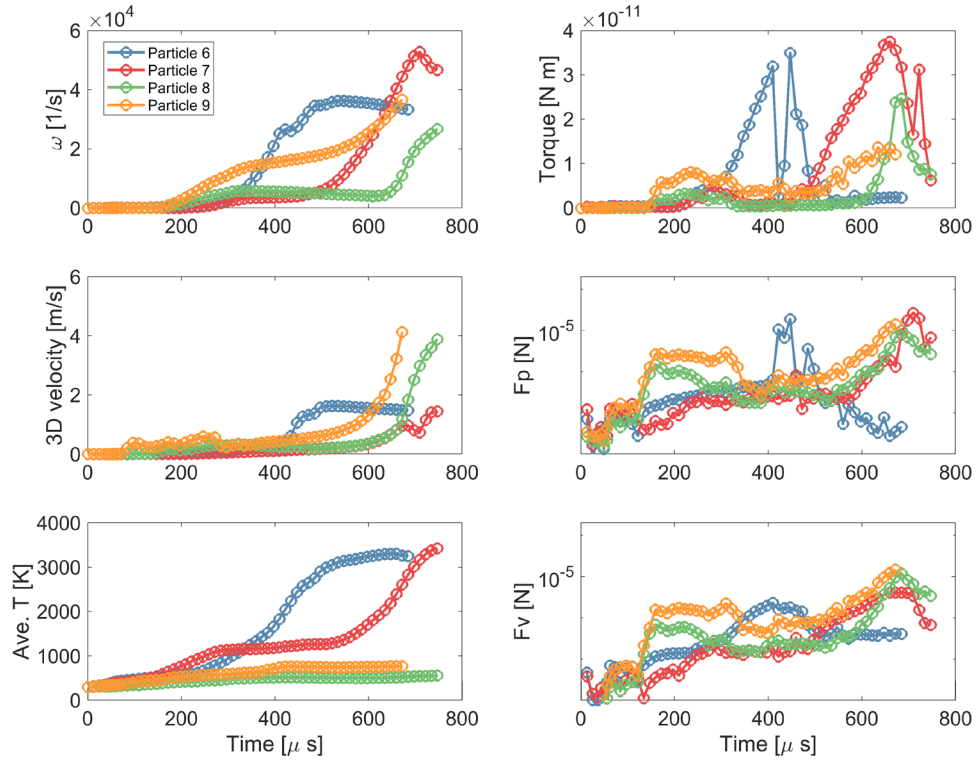 ×10⁴
6
4
2
0
ω [1/s]
Particle 6
Particle 7
Particle 8
Particle 9
0 200 400 600 800
×10⁻¹¹
4
3
2
1
0
Torque [N m]
0 200 400 600 800
6
4
2
0
3D velocity [m/s]
0 200 400 600 800
10⁻⁵
Fp [N]
0 200 400 600 800
4000
3000
2000
1000
0
Ave. T [K]
0 200 400 600 800
Time [μ s]
10⁻⁵
Fv [N]
0 200 400 600 800
Time [μ s]